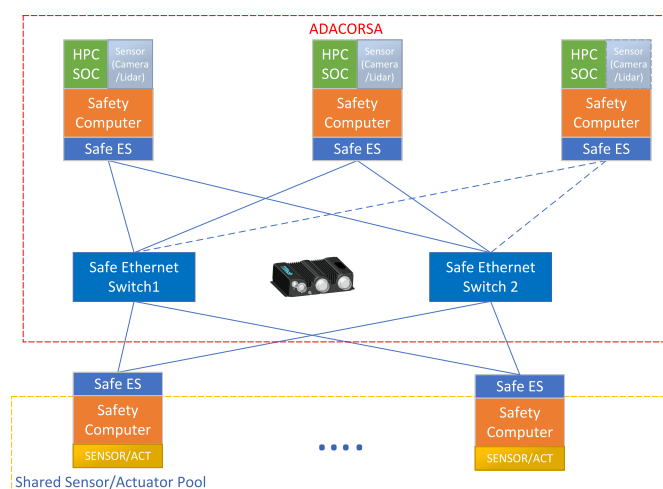 ADACORSA
HPC
SOC
Sensor
(Camera
/Lidar)
Safety
Computer
Safe ES
HPC
SOC
Sensor
(Camera
/Lidar)
Safety
Computer
Safe ES
HPC
SOC
Sensor
(Camera
/Lidar)
Safety
Computer
Safe ES
Safe Ethernet
Switch1
Safe Ethernet
Switch 2
Safe ES
Safety
Computer
SENSOR/ACT
Safe ES
Safety
Computer
SENSOR/ACT
Shared Sensor/Actuator Pool